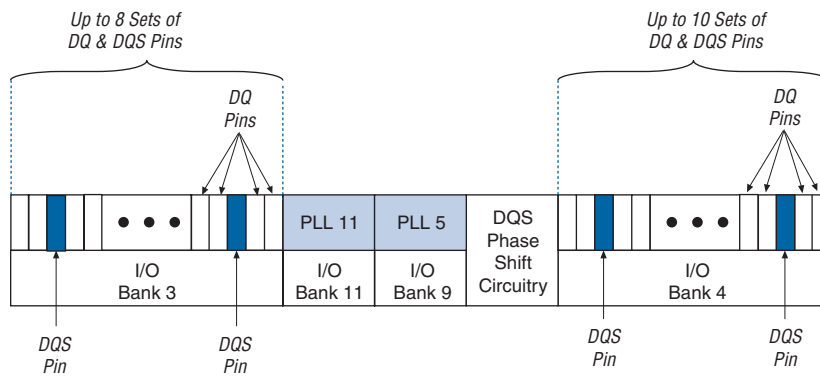 Up to 8 Sets of
DQ & DQS Pins
Up to 10 Sets of
DQ & DQS Pins
DQ
Pins
DQ
Pins
PLL 11
PLL 5
DQS
Phase
Shift
Circuitry
I/O
Bank 3
I/O
Bank 11
I/O
Bank 9
I/O
Bank 4
DQS
Pin
DQS
Pin
DQS
Pin
DQS
Pin